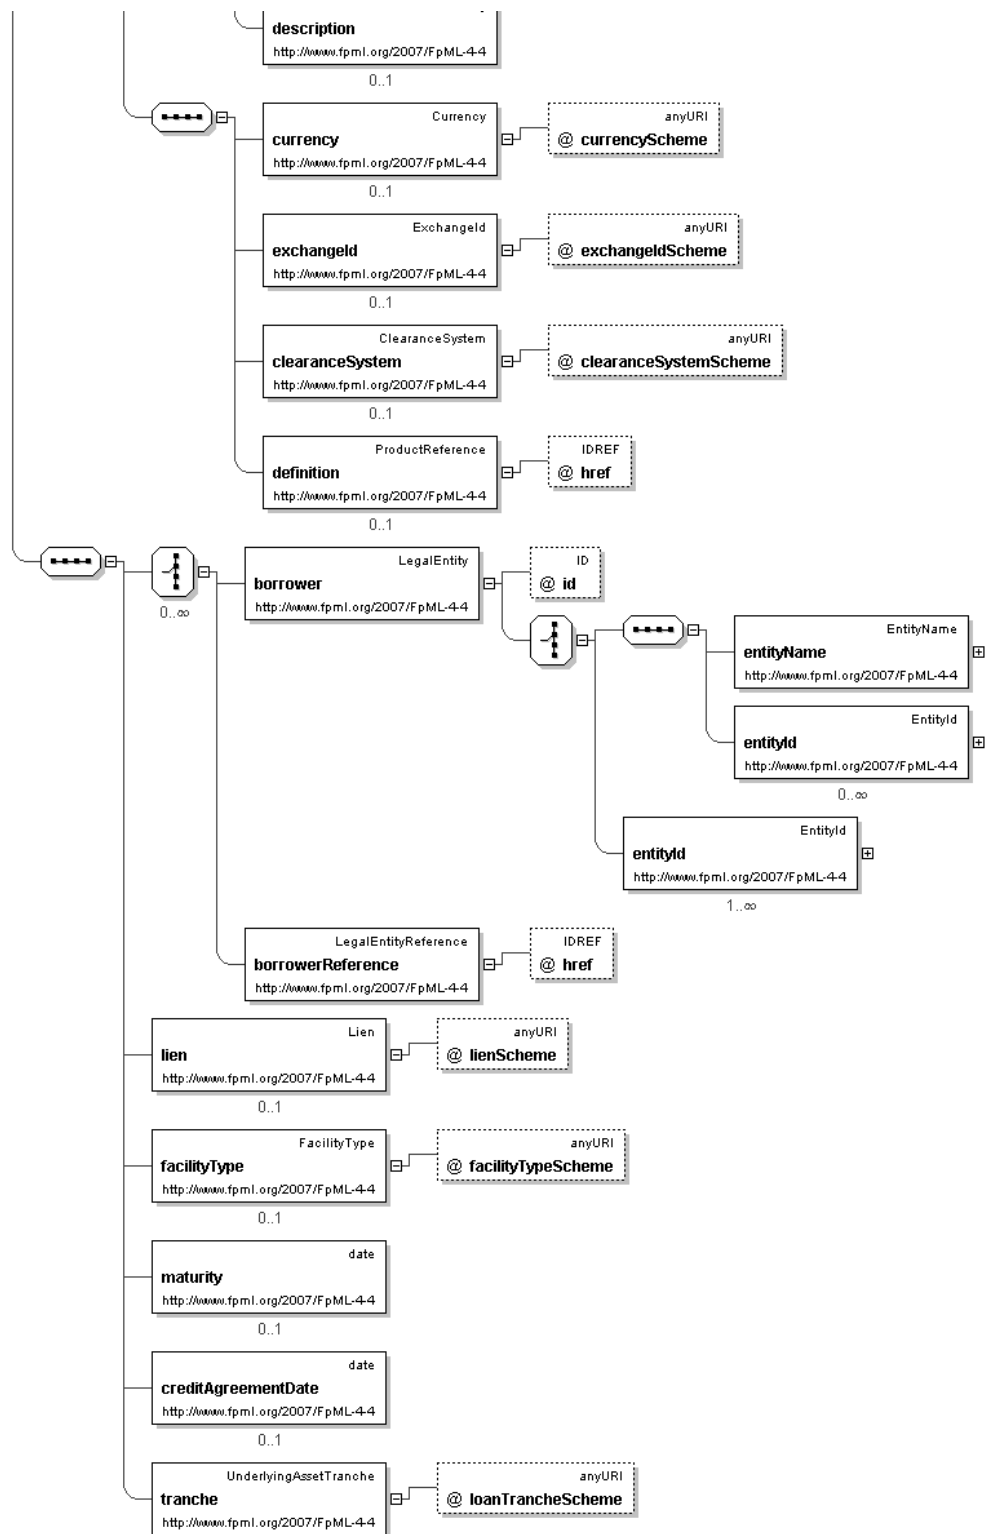 description
http://www.fpml.org/2007/FpML-4-4
0..1
Currency
currency
http://www.fpml.org/2007/FpML-4-4
0..1
anyURI
@ currencyScheme
ExchangeId
exchangeId
http://www.fpml.org/2007/FpML-4-4
0..1
anyURI
@ exchangeIdScheme
ClearanceSystem
clearanceSystem
http://www.fpml.org/2007/FpML-4-4
0..1
anyURI
@ clearanceSystemScheme
ProductReference
definition
http://www.fpml.org/2007/FpML-4-4
0..1
IDREF
@ href
0..∞
LegalEntity
borrower
http://www.fpml.org/2007/FpML-4-4
ID
@ id
EntityName
entityName
http://www.fpml.org/2007/FpML-4-4
EntityId
entityId
http://www.fpml.org/2007/FpML-4-4
0..∞
EntityId
entityId
http://www.fpml.org/2007/FpML-4-4
1..∞
LegalEntityReference
borrowerReference
http://www.fpml.org/2007/FpML-4-4
IDREF
@ href
Lien
lien
http://www.fpml.org/2007/FpML-4-4
0..1
anyURI
@ lienScheme
FacilityType
facilityType
http://www.fpml.org/2007/FpML-4-4
0..1
anyURI
@ facilityTypeScheme
date
maturity
http://www.fpml.org/2007/FpML-4-4
0..1
date
creditAgreementDate
http://www.fpml.org/2007/FpML-4-4
0..1
UnderlyingAssetTranche
tranche
http://www.fpml.org/2007/FpML-4-4
anyURI
@ loanTrancheScheme